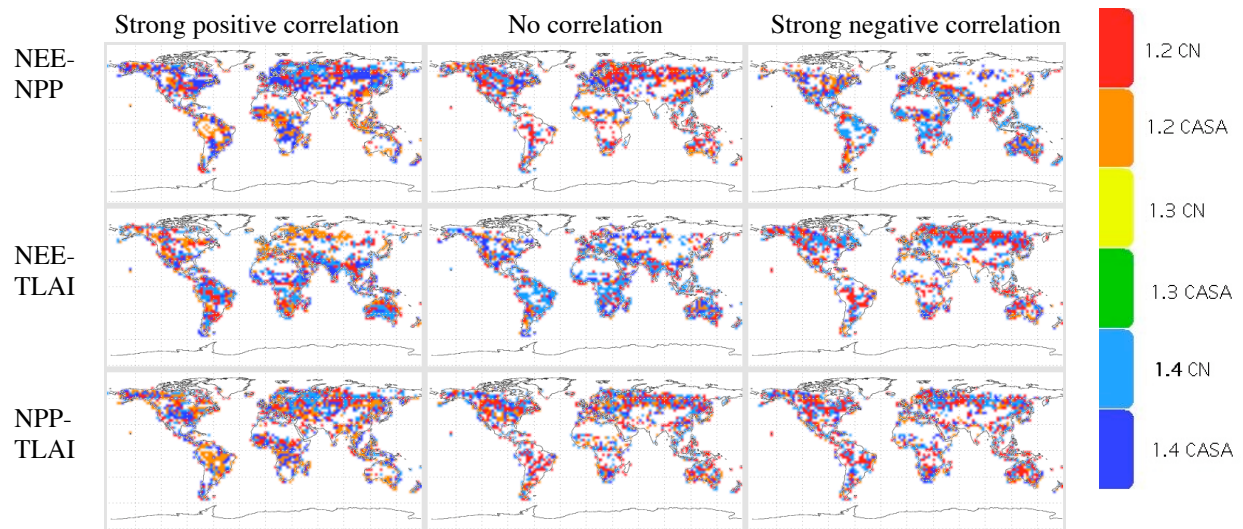 Strong positive correlation No correlation Strong negative correlation
NEE-
NPP
NEE-
TLAI
NPP-
TLAI
1.2 CN
1.2 CASA
1.3 CN
1.3 CASA
1.4 CN
1.4 CASA